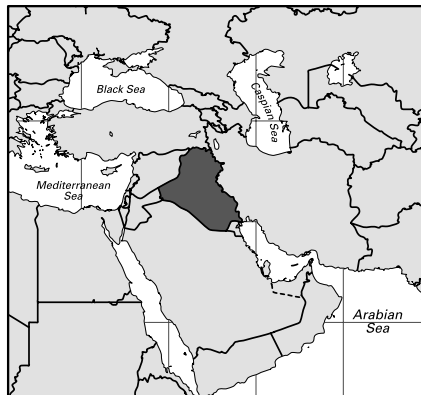 Black Sea
Caspian Sea
Mediterranean
Sea
Arabian
Sea